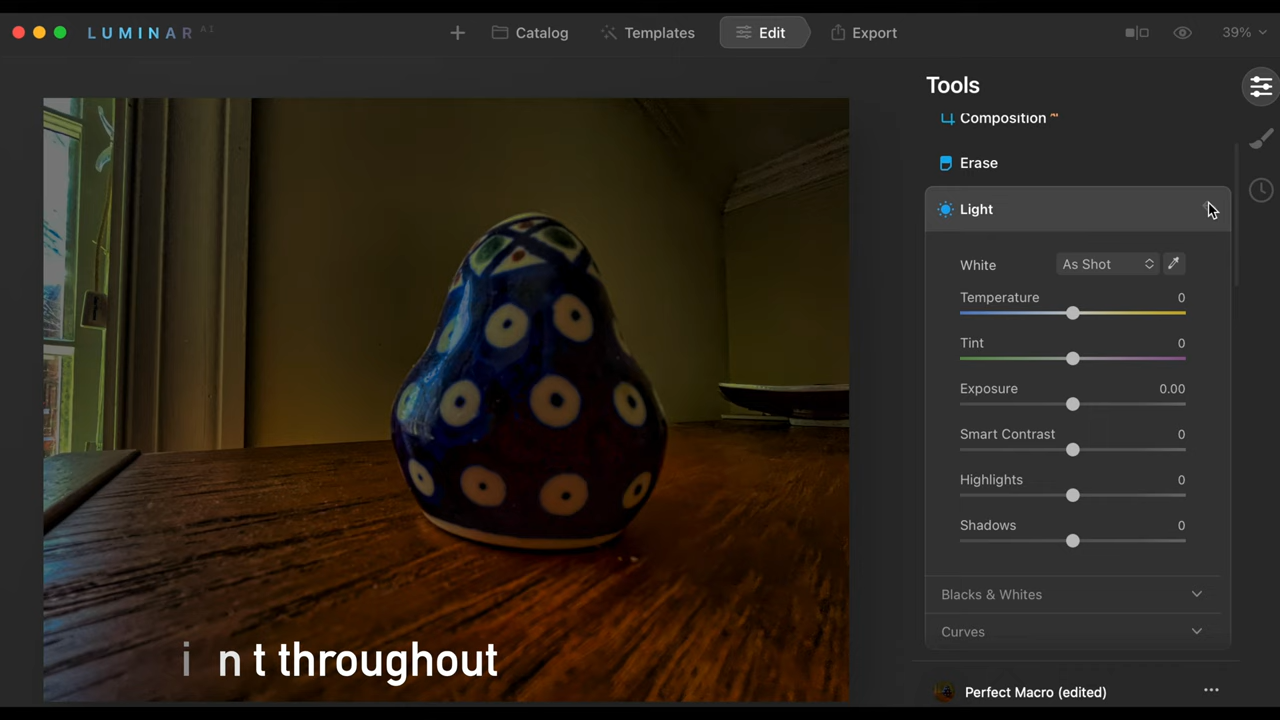 LUMINAR AI
Catalog
Templates
Edit
Export
39%
Tools
Composition AI
Erase
Light
White
As Shot
Temperature 0
Tint 0
Exposure 0.00
Smart Contrast 0
Highlights 0
Shadows 0
Blacks & Whites
Curves
i n t throughout
Perfect Macro (edited)